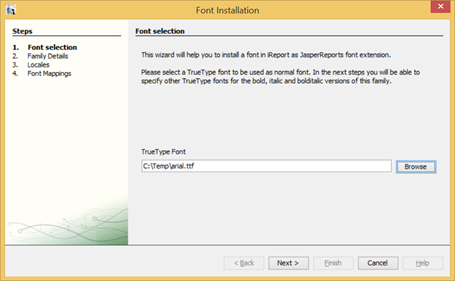 Font Installation
Steps
1. Font selection
2. Family Details
3. Locales
4. Font Mappings
Font selection
This wizard will help you to install a font in iReport as JasperReports font extension.
Please select a TrueType font to be used as normal font. In the next steps you will be able to
specify other TrueType fonts for the bold, italic and bolditalic versions of this family.
TrueType Font
C:\Temp\arial.ttf
Browse
< Back
Next >
Finish
Cancel
Help